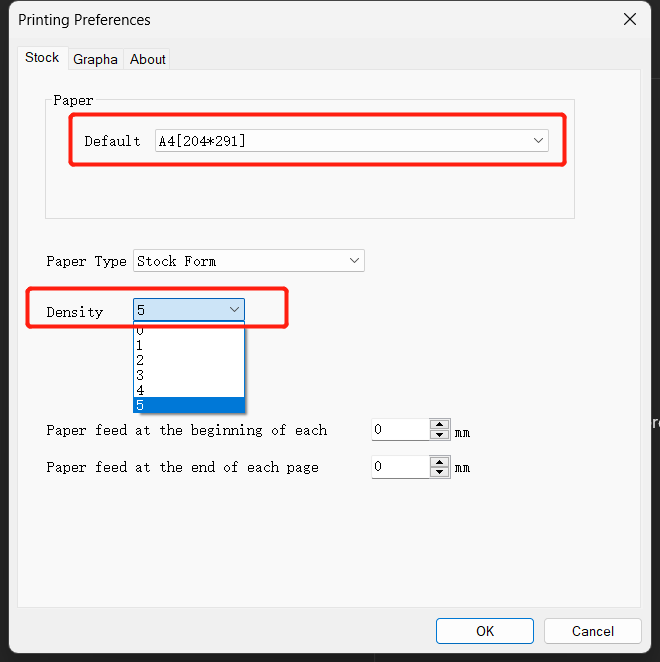 Printing Preferences
Stock Grapha About
Paper
Default A4[204*291]
Paper Type Stock Form
Density 5
0
1
2
3
4
5
Paper feed at the beginning of each 0 mm
Paper feed at the end of each page 0 mm
OK Cancel